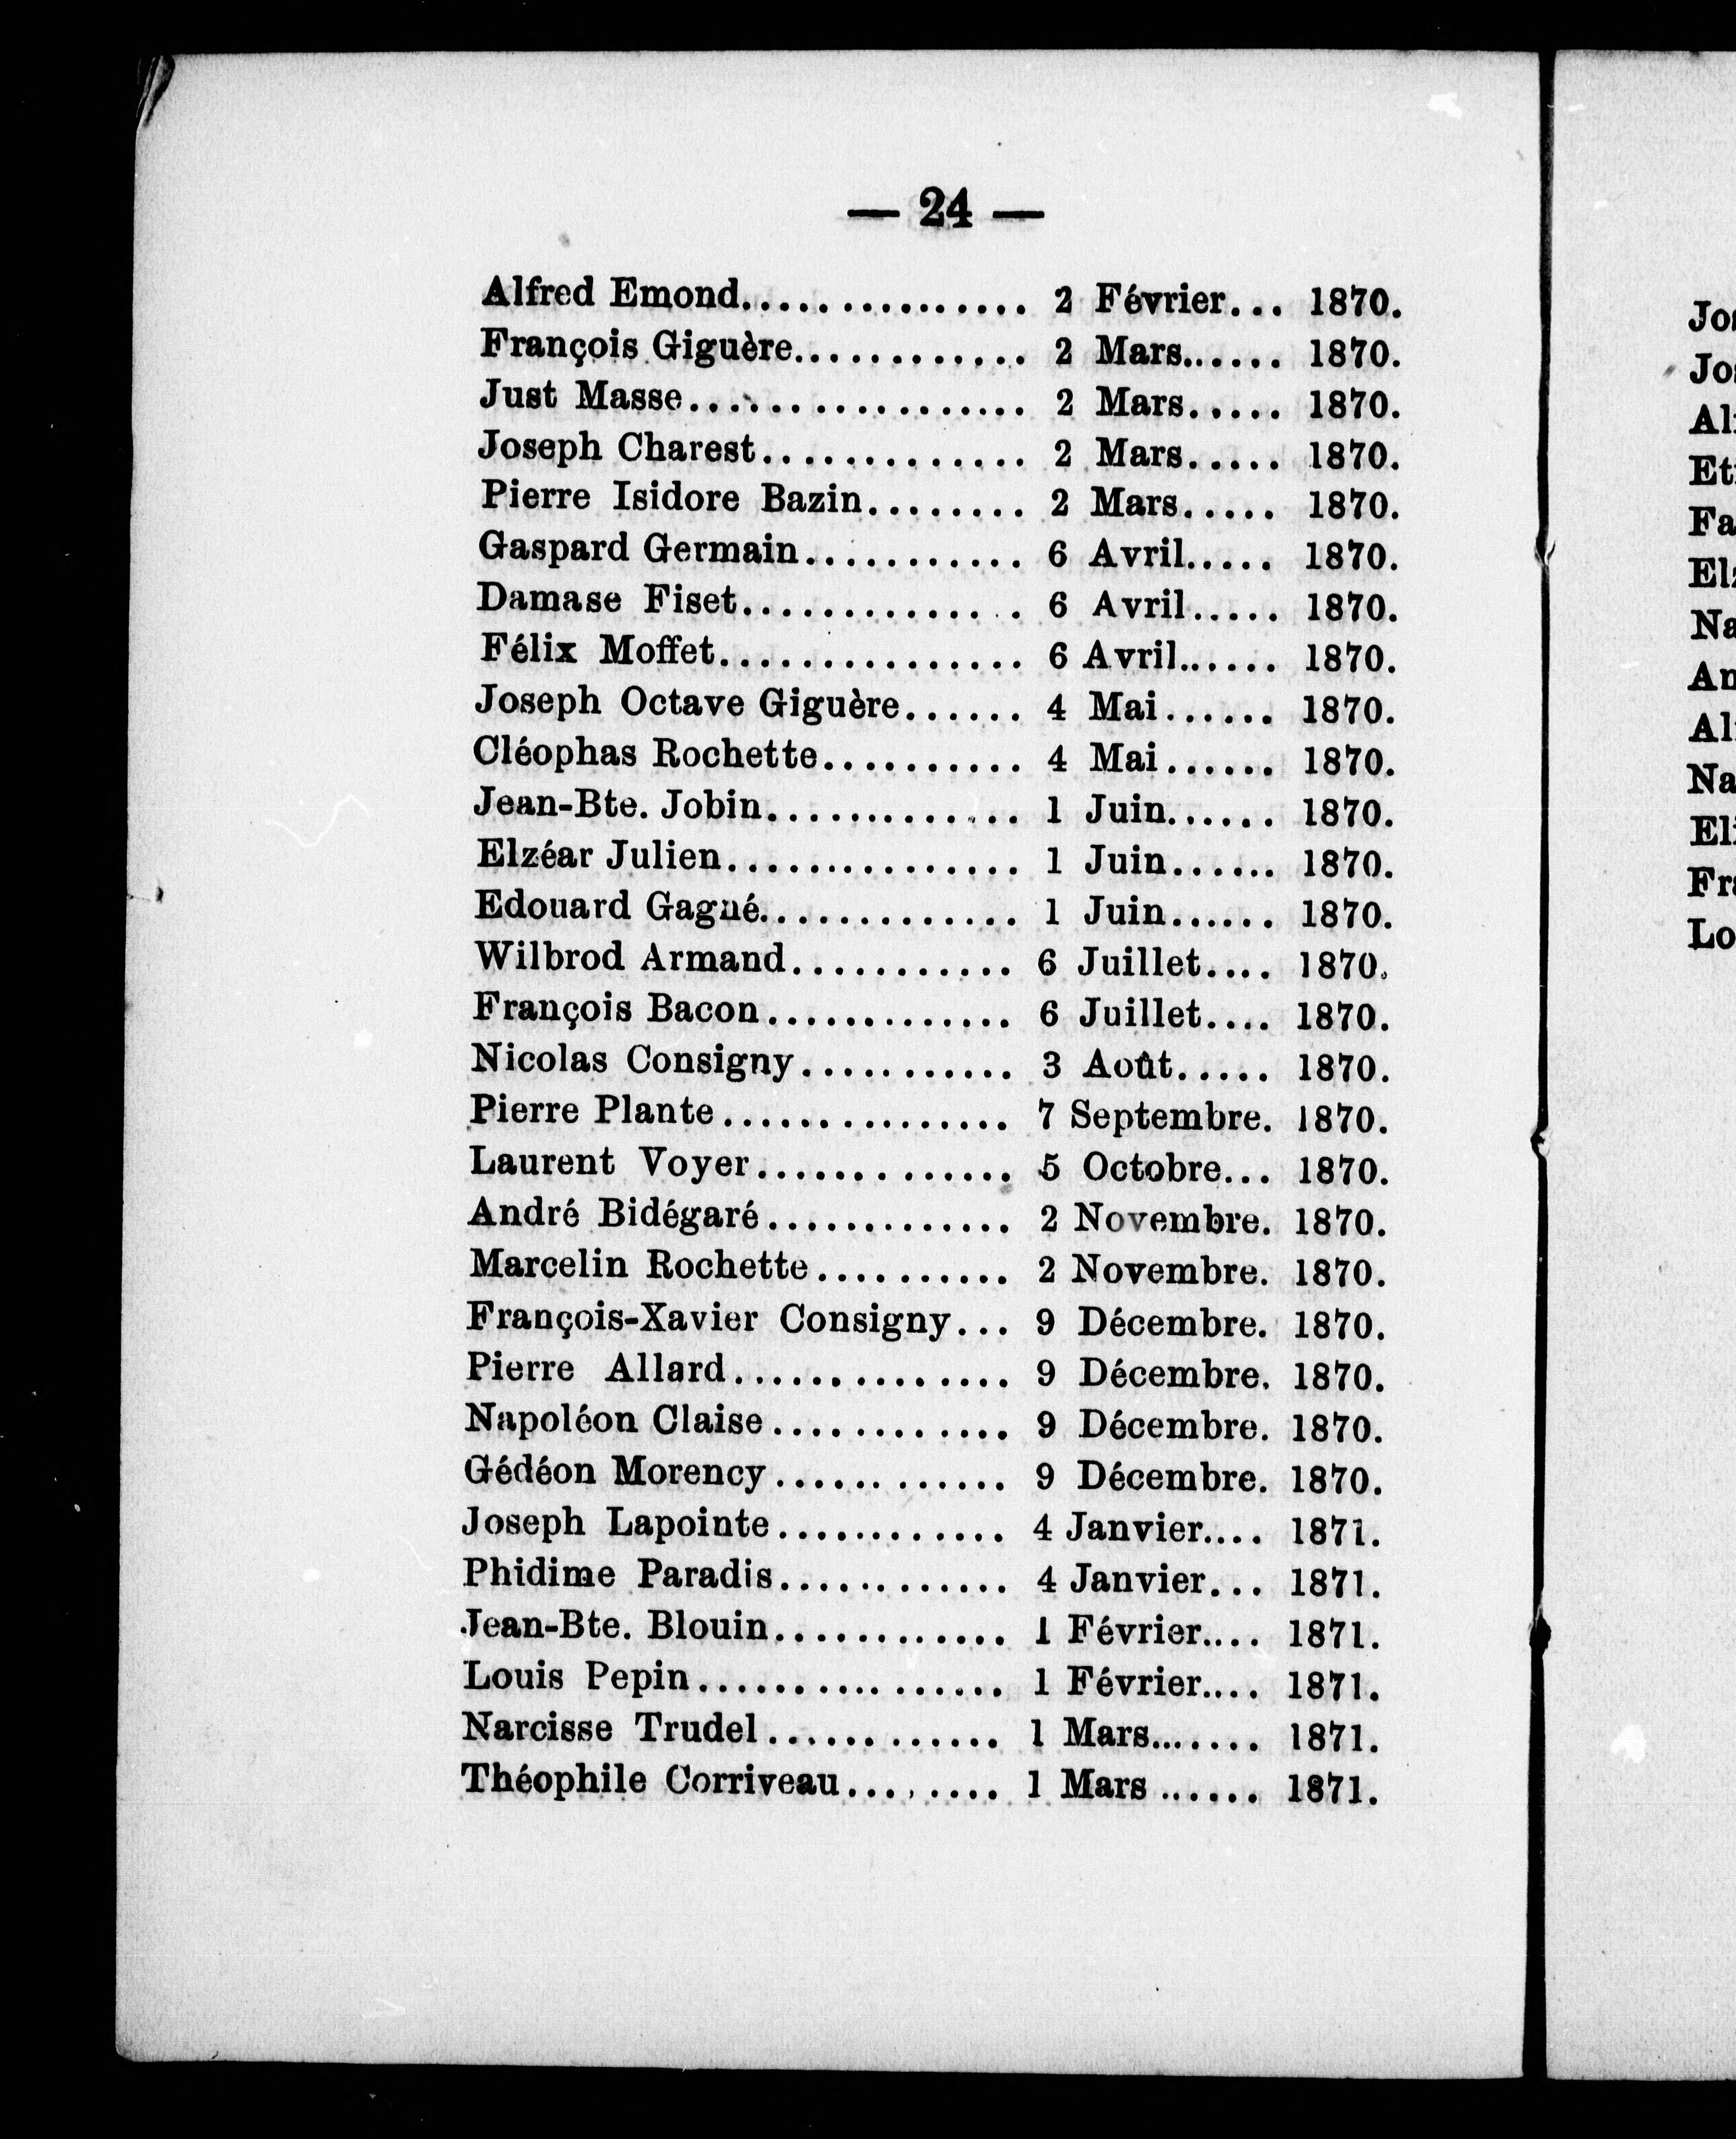 — 24 —
Alfred Emond............... 2 Février... 1870.
François Giguère............ 2 Mars...... 1870.
Just Masse................. 2 Mars..... 1870.
Joseph Charest............. 2 Mars..... 1870.
Pierre Isidore Bazin........ 2 Mars..... 1870.
Gaspard Germain........... 6 Avril..... 1870.
Damase Fiset.............. 6 Avril..... 1870.
Félix Moffet............... 6 Avril...... 1870.
Joseph Octave Giguère...... 4 Mai...... 1870.
Cléophas Rochette.......... 4 Mai...... 1870.
Jean-Bte. Jobin............. 1 Juin...... 1870.
Elzéar Julien............... 1 Juin...... 1870.
Edouard Gagné............. 1 Juin...... 1870.
Wilbrod Armand........... 6 Juillet.... 1870.
François Bacon............. 6 Juillet.... 1870.
Nicolas Consigny........... 3 Août..... 1870.
Pierre Plante............... 7 Septembre. 1870.
Laurent Voyer............. 5 Octobre... 1870.
André Bidégaré............. 2 Novembre. 1870.
Marcelin Rochette.......... 2 Novembre. 1870.
François-Xavier Consigny... 9 Décembre. 1870.
Pierre Allard.............. 9 Décembre. 1870.
Napoléon Claise............ 9 Décembre. 1870.
Gédéon Morency............ 9 Décembre. 1870.
Joseph Lapointe............ 4 Janvier.... 1871.
Phidime Paradis............ 4 Janvier... 1871.
Jean-Bte. Blouin............ 1 Février.... 1871.
Louis Pepin................ 1 Février.... 1871.
Narcisse Trudel............ 1 Mars....... 1871.
Théophile Corriveau........ 1 Mars ...... 1871.